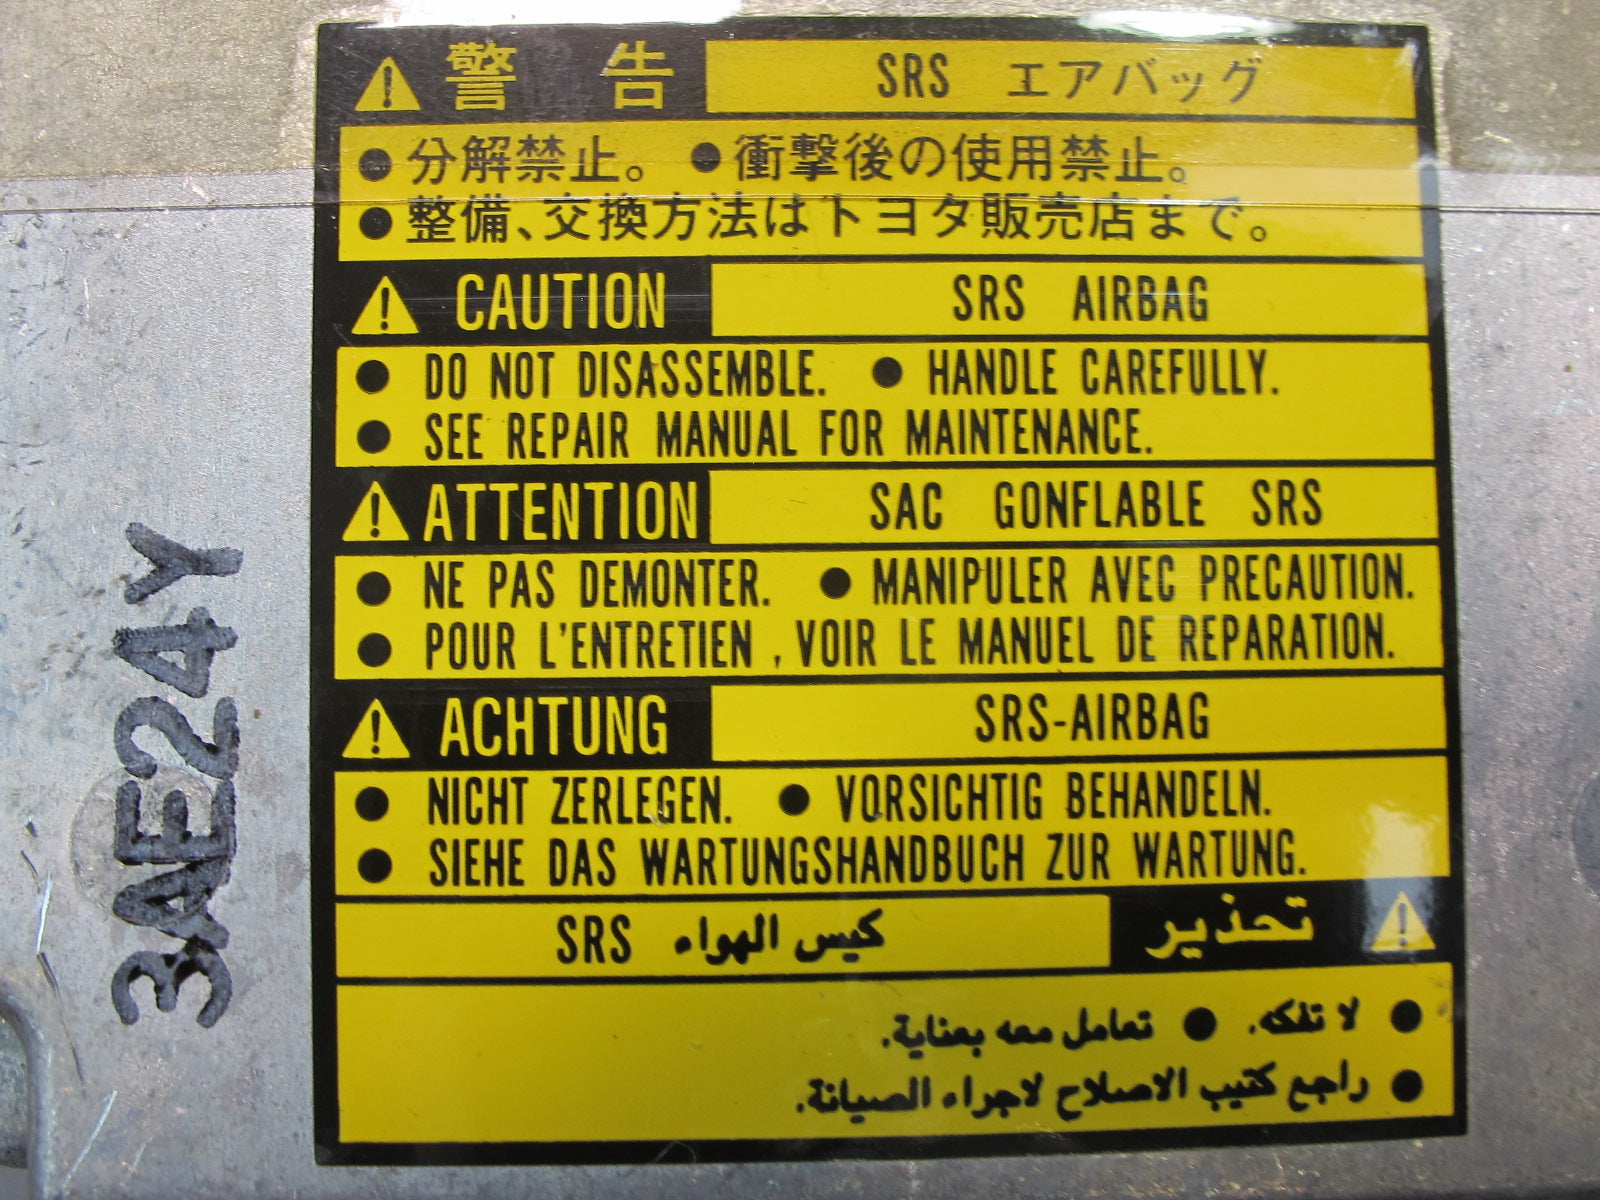 警告 SRS エアバッグ
●分解禁止。 ●衝撃後の使用禁止。
●整備、交換方法はトヨタ販売店まで。
CAUTION SRS AIRBAG
● DO NOT DISASSEMBLE. ● HANDLE CAREFULLY.
● SEE REPAIR MANUAL FOR MAINTENANCE.
ATTENTION SAC GONFLABLE SRS
● NE PAS DEMONTER. ● MANIPULER AVEC PRECAUTION.
● POUR L'ENTRETIEN , VOIR LE MANUEL DE REPARATION.
ACHTUNG SRS-AIRBAG
● NICHT ZERLEGEN. ● VORSICHTIG BEHANDELN.
● SIEHE DAS WARTUNGSHANDBUCH ZUR WARTUNG.
تحذير كيس الهواء SRS
● لا تفكه. ● تعامل معه بعناية.
● راجع كتيب الاصلاح لاجراء الصيانة.
3AE24Y